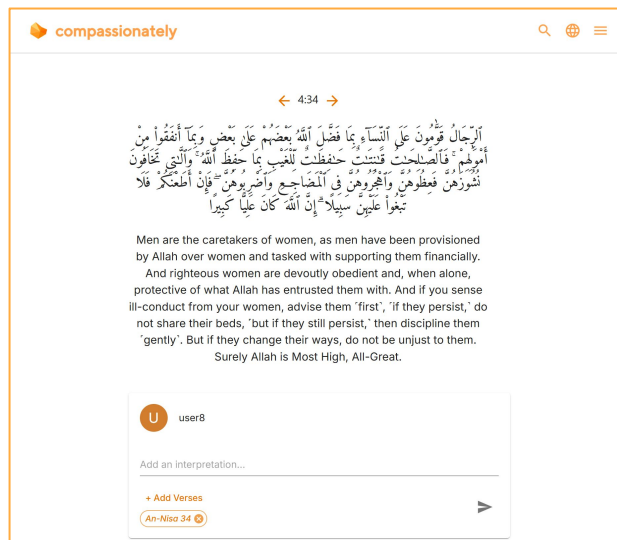 compassionately
4:34
ٱلرِّجَالُ قَوَّٰمُونَ عَلَى ٱلنِّسَآءِ بِمَا فَضَّلَ ٱللَّهُ بَعْضَهُمْ عَلَىٰ بَعْضٍ وَبِمَآ أَنفَقُوا۟ مِنْ
أَمْوَٰلِهِمْ ۚ فَٱلصَّـٰلِحَـٰتُ قَـٰنِتَـٰتٌ حَـٰفِظَـٰتٌ لِّلْغَيْبِ بِمَا حَفِظَ ٱللَّهُ ۚ وَٱلَّـٰتِى تَخَافُونَ
نُشُوزَهُنَّ فَعِظُوهُنَّ وَٱهْجُرُوهُنَّ فِى ٱلْمَضَاجِعِ وَٱضْرِبُوهُنَّ ۖ فَإِنْ أَطَعْنَكُمْ فَلَا
تَبْغُوا۟ عَلَيْهِنَّ سَبِيلًا ۗ إِنَّ ٱللَّهَ كَانَ عَلِيًّا كَبِيرًا
Men are the caretakers of women, as men have been provisioned
by Allah over women and tasked with supporting them financially.
And righteous women are devoutly obedient and, when alone,
protective of what Allah has entrusted them with. And if you sense
ill-conduct from your women, advise them ˹first˺, ˹if they persist,˺ do
not share their beds, ˹but if they still persist,˺ then discipline them
˹gently˺. But if they change their ways, do not be unjust to them.
Surely Allah is Most High, All-Great.
U
user8
Add an interpretation...
+ Add Verses
An-Nisa 34